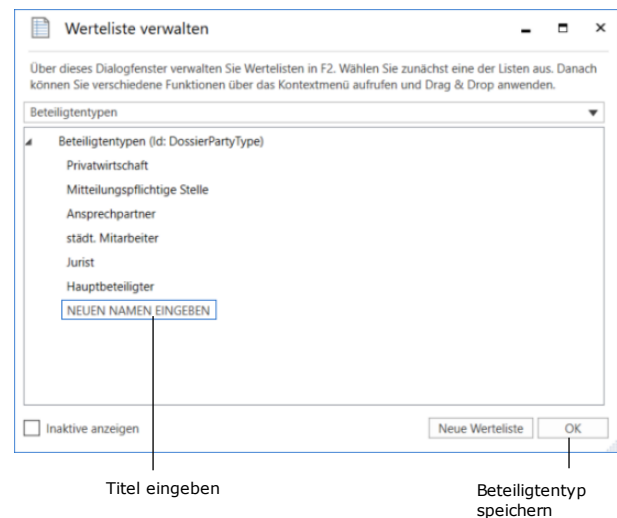 Werteliste verwalten
Über dieses Dialogfenster verwalten Sie Wertelisten in F2. Wählen Sie zunächst eine der Listen aus. Danach
können Sie verschiedene Funktionen über das Kontextmenü aufrufen und Drag & Drop anwenden.
Beteiligtentypen
Beteiligtentypen (Id: DossierPartyType)
Privatwirtschaft
Mitteilungspflichtige Stelle
Ansprechpartner
städt. Mitarbeiter
Jurist
Hauptbeteiligter
NEUEN NAMEN EINGEBEN
Inaktive anzeigen
Neue Werteliste
OK
Titel eingeben
Beteiligtentyp
speichern